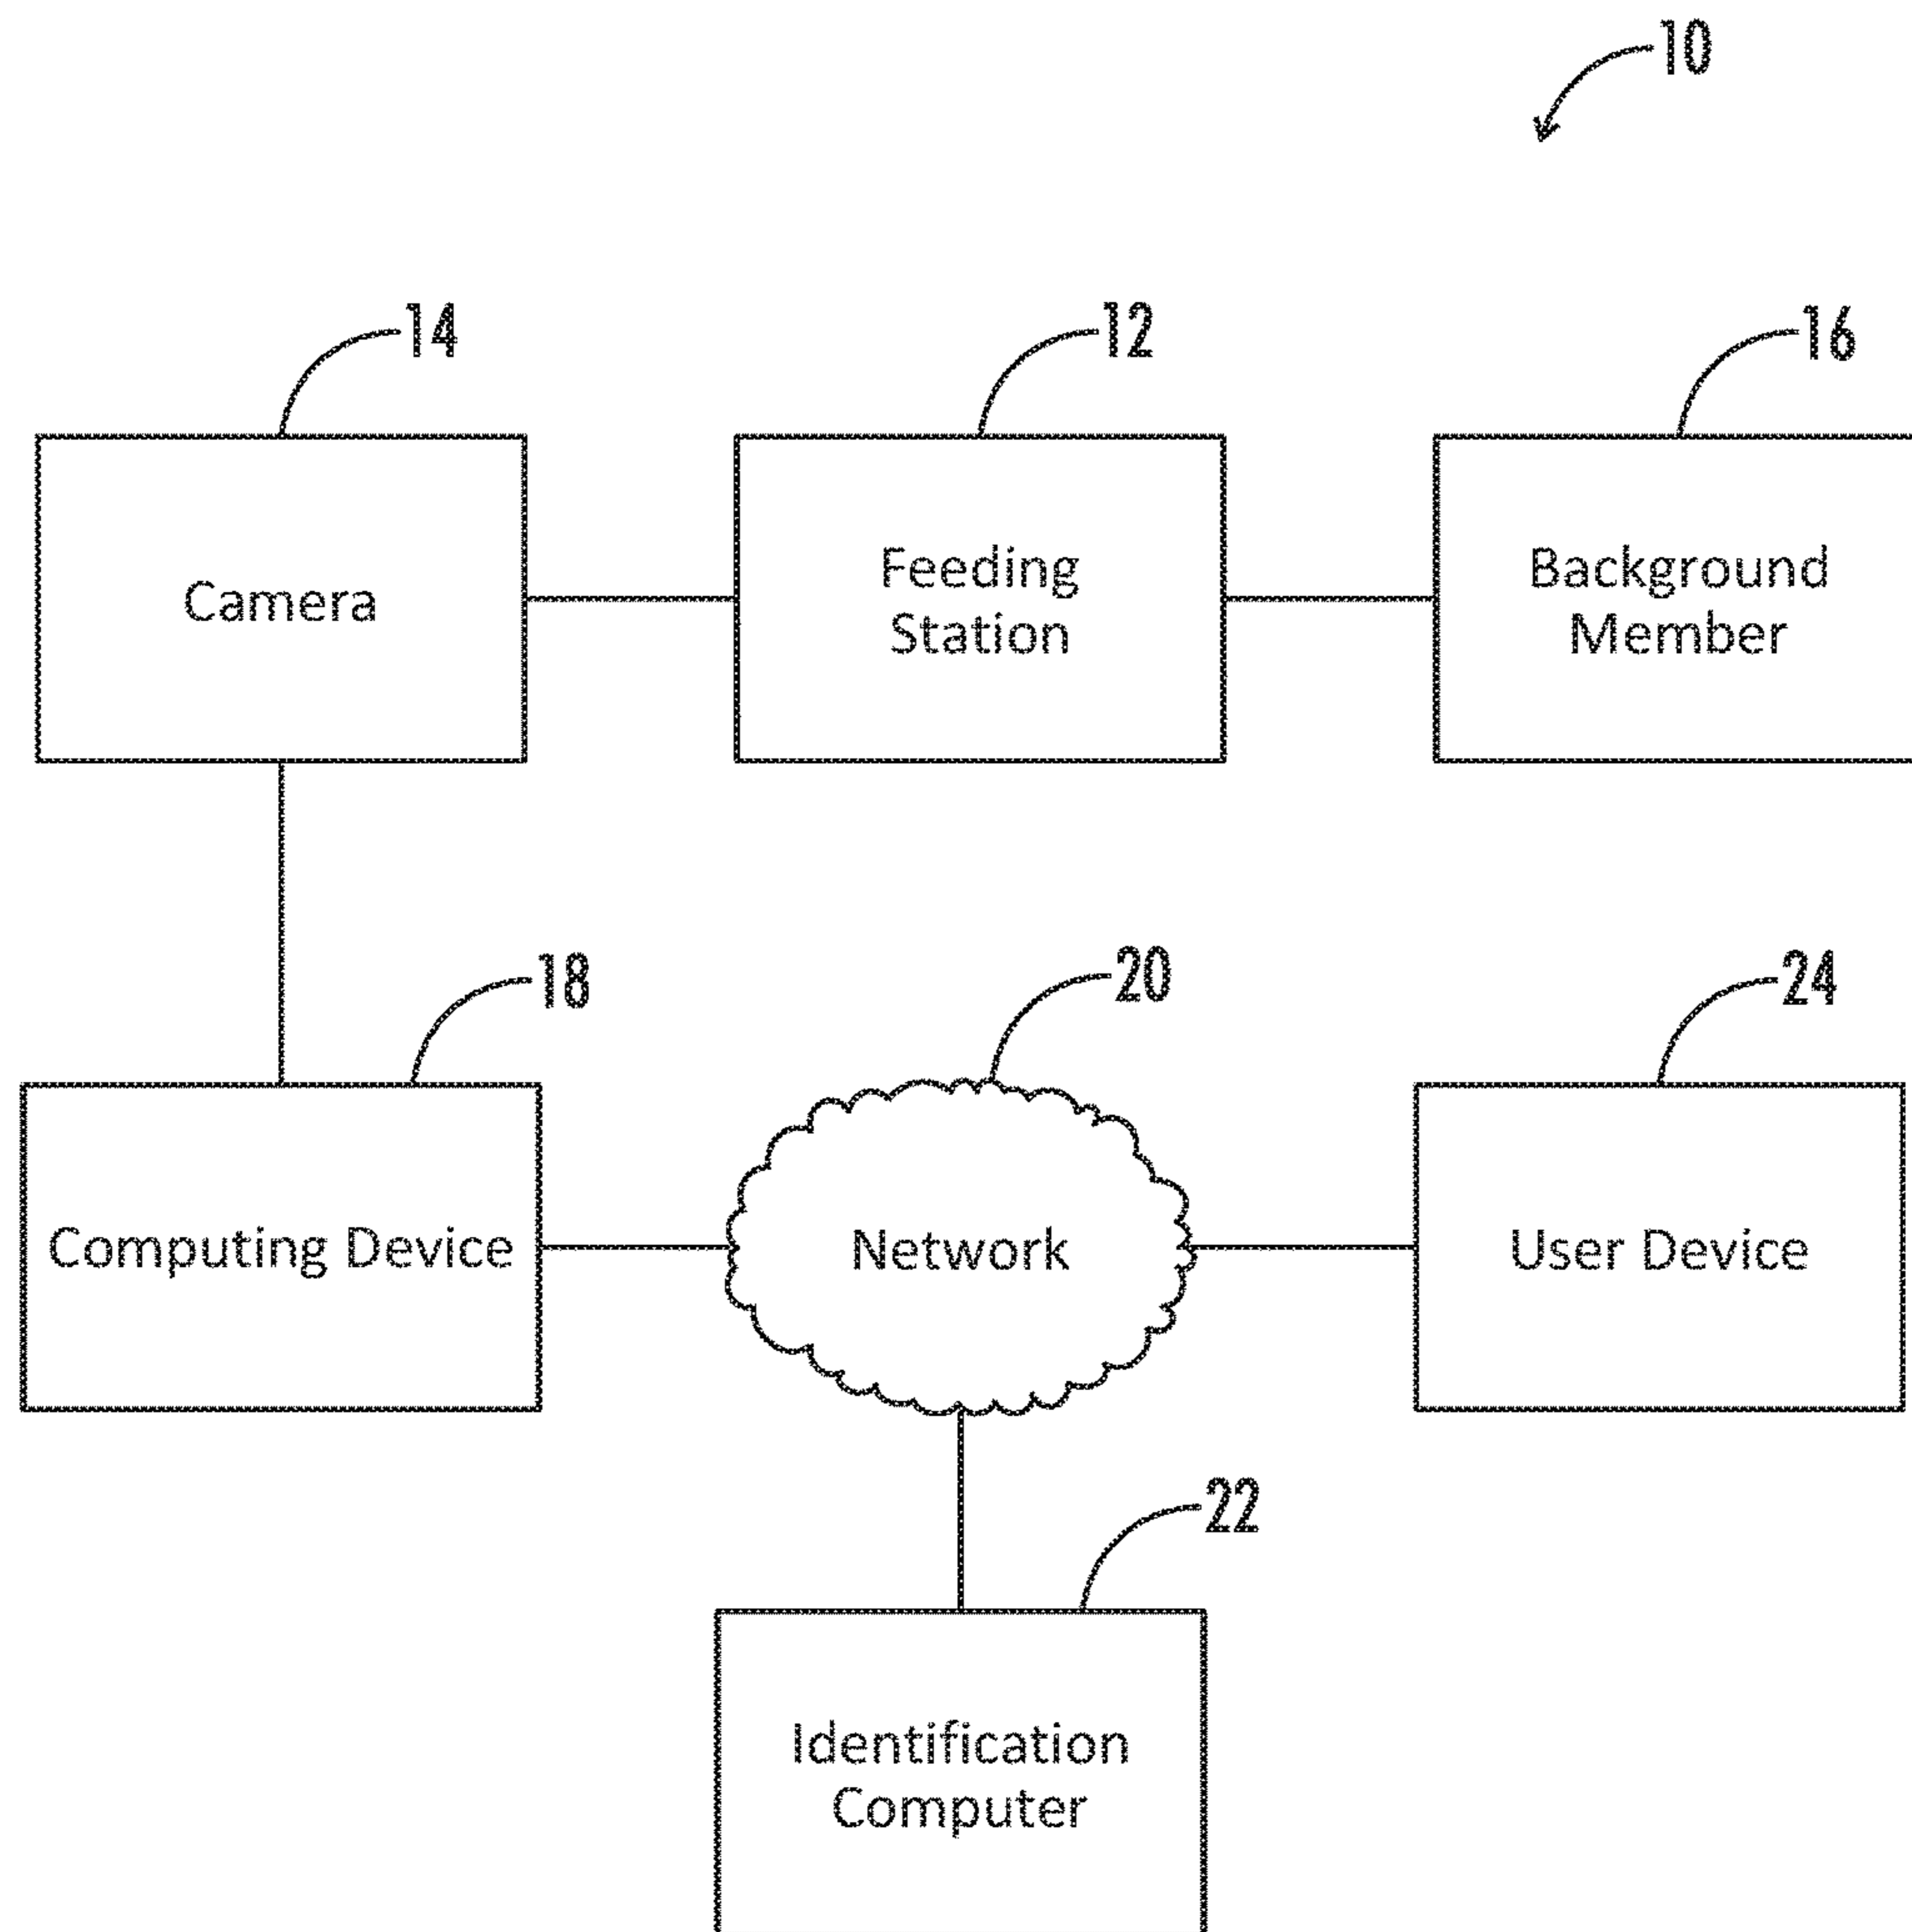 10
14
12
16
Camera
Feeding
Station
Background
Member
18
20
24
Computing Device
Network
User Device
22
Identification
Computer